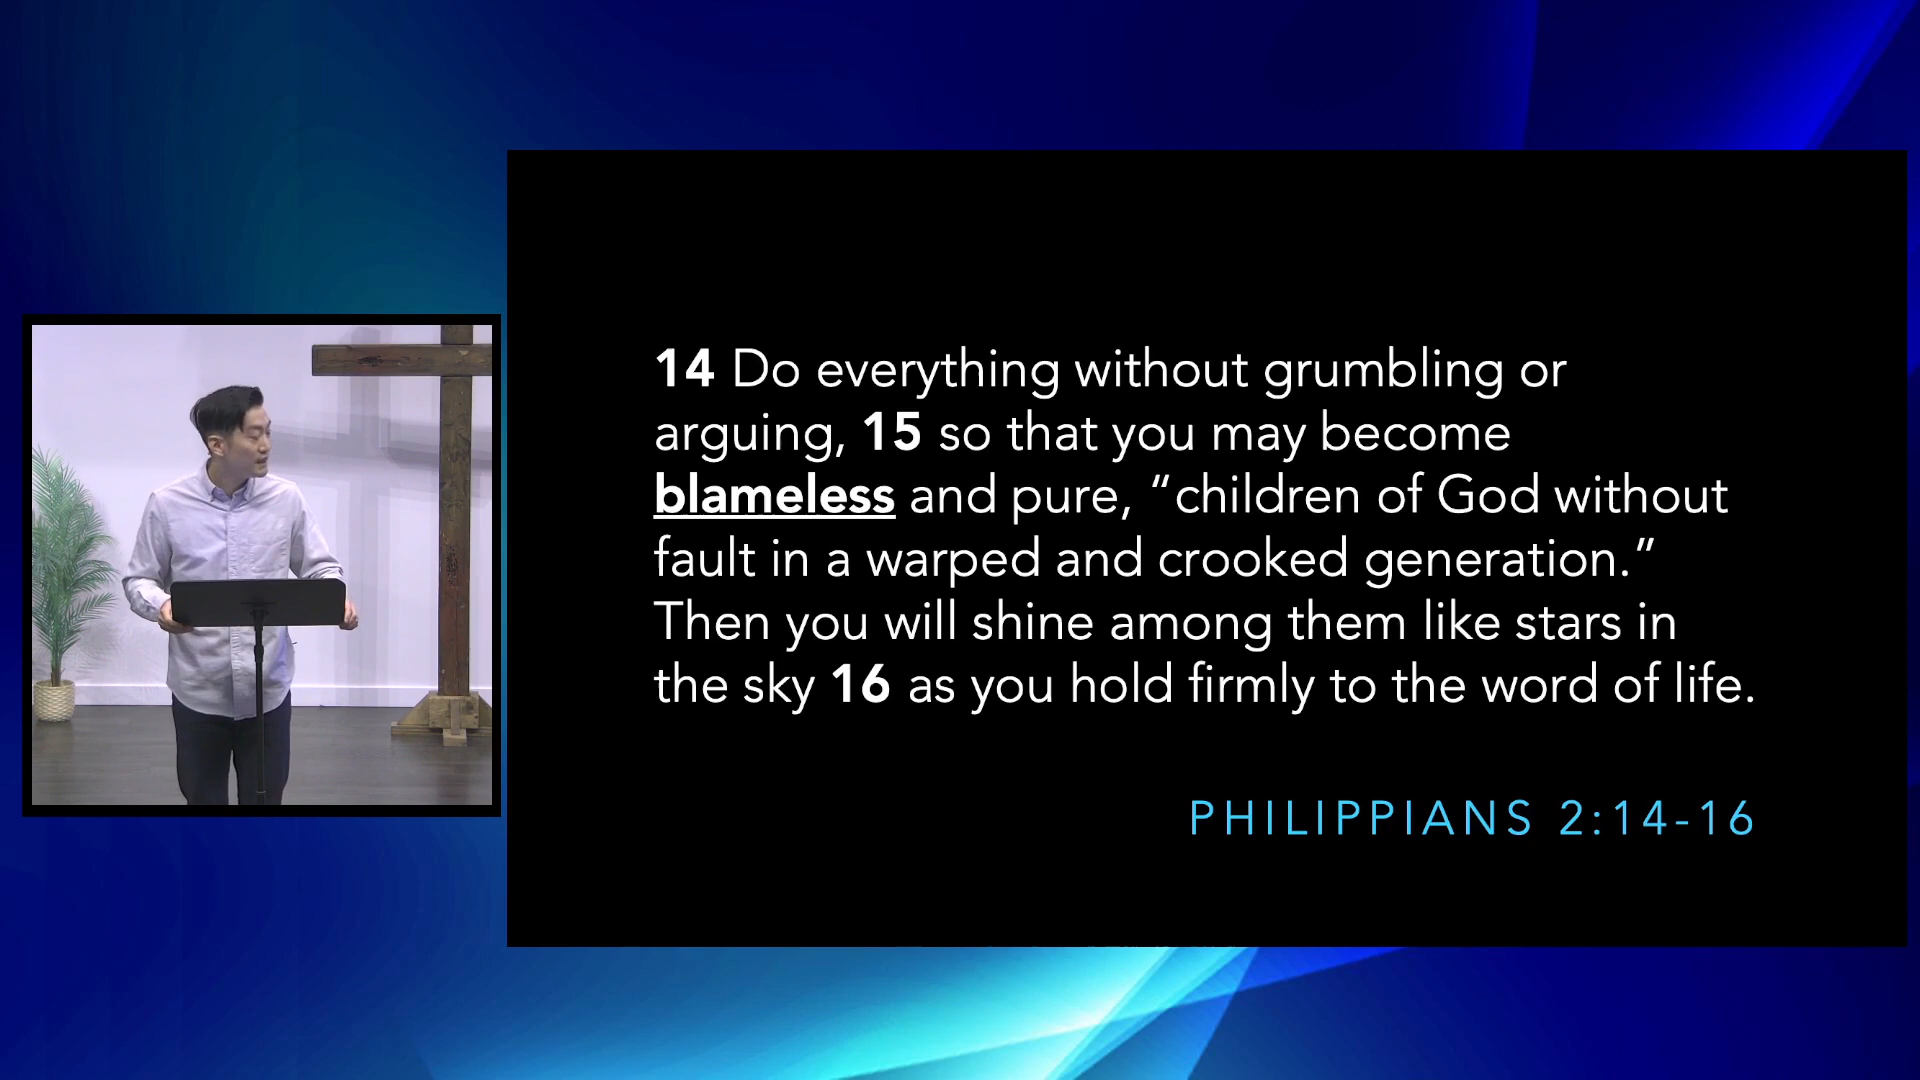 14 Do everything without grumbling or
arguing, 15 so that you may become
blameless and pure, “children of God without
fault in a warped and crooked generation.”
Then you will shine among them like stars in
the sky 16 as you hold firmly to the word of life.
PHILIPPIANS 2:14-16